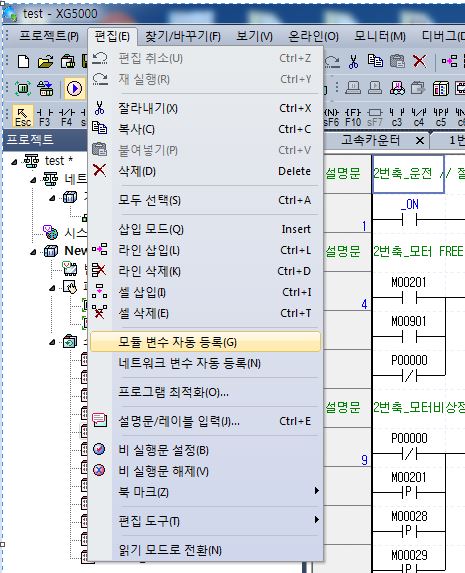 test * - XG5000
프로젝트(P) 편집(E) 찾기/바꾸기(F) 보기(V) 온라인(O) 모니터(M) 디버그(D
편집 취소(U) Ctrl+Z
재 실행(R) Ctrl+Y
잘라내기(X) Ctrl+X
복사(C) Ctrl+C
붙여넣기(P) Ctrl+V
삭제(D) Delete
모두 선택(S) Ctrl+A
삽입 모드(Q) Insert
라인 삽입(L) Ctrl+L
라인 삭제(K) Ctrl+D
셀 삽입(I) Ctrl+I
셀 삭제(E) Ctrl+T
모듈 변수 자동 등록(G)
네트워크 변수 자동 등록(N)
프로그램 최적화(O)...
설명문/레이블 입력(J)... Ctrl+E
비 실행문 설정(B)
비 실행문 해제(V)
북 마크(Z)
편집 도구(T)
읽기 모드로 전환(N)
Esc F3 F4
sF6 F10 sF7 c3 c4 c5 c6
프로젝트
test *
네트
시스
New
고속카운터 × 1번
설명문 2번축_운전 //
1 _ON
설명문 2번축_모터 FREE
4 M00201
M00901
P00000
설명문 2번축_모터비상정
9 P00000
M00201
P
M00028
P
M00029
P